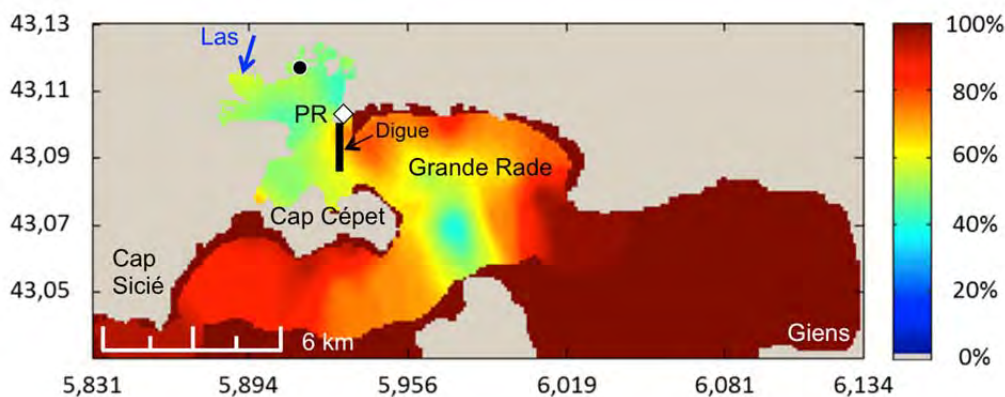 43,13
43,11
43,09
43,07
43,05
Las
PR
Digue
Grande Rade
Cap Cépet
Cap
Sicié
6 km
Giens
5,831 5,894 5,956 6,019 6,081 6,134
100%
80%
60%
40%
20%
0%